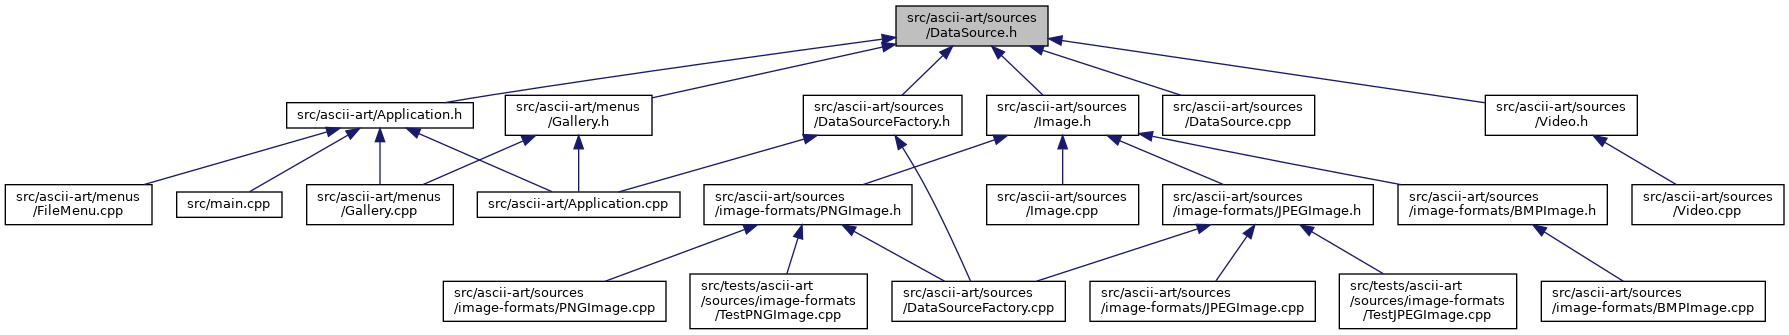 src/ascii-art/sources
/DataSource.h
src/ascii-art/Application.h
src/ascii-art/menus
/Gallery.h
src/ascii-art/sources
/DataSourceFactory.h
src/ascii-art/sources
/Image.h
src/ascii-art/sources
/DataSource.cpp
src/ascii-art/sources
/Video.h
src/ascii-art/menus
/FileMenu.cpp
src/main.cpp
src/ascii-art/menus
/Gallery.cpp
src/ascii-art/Application.cpp
src/ascii-art/sources
/image-formats/PNGImage.h
src/ascii-art/sources
/Image.cpp
src/ascii-art/sources
/image-formats/JPEGImage.h
src/ascii-art/sources
/image-formats/BMPImage.h
src/ascii-art/sources
/Video.cpp
src/ascii-art/sources
/image-formats/PNGImage.cpp
src/tests/ascii-art
/sources/image-formats
/TestPNGImage.cpp
src/ascii-art/sources
/DataSourceFactory.cpp
src/ascii-art/sources
/image-formats/JPEGImage.cpp
src/tests/ascii-art
/sources/image-formats
/TestJPEGImage.cpp
src/ascii-art/sources
/image-formats/BMPImage.cpp